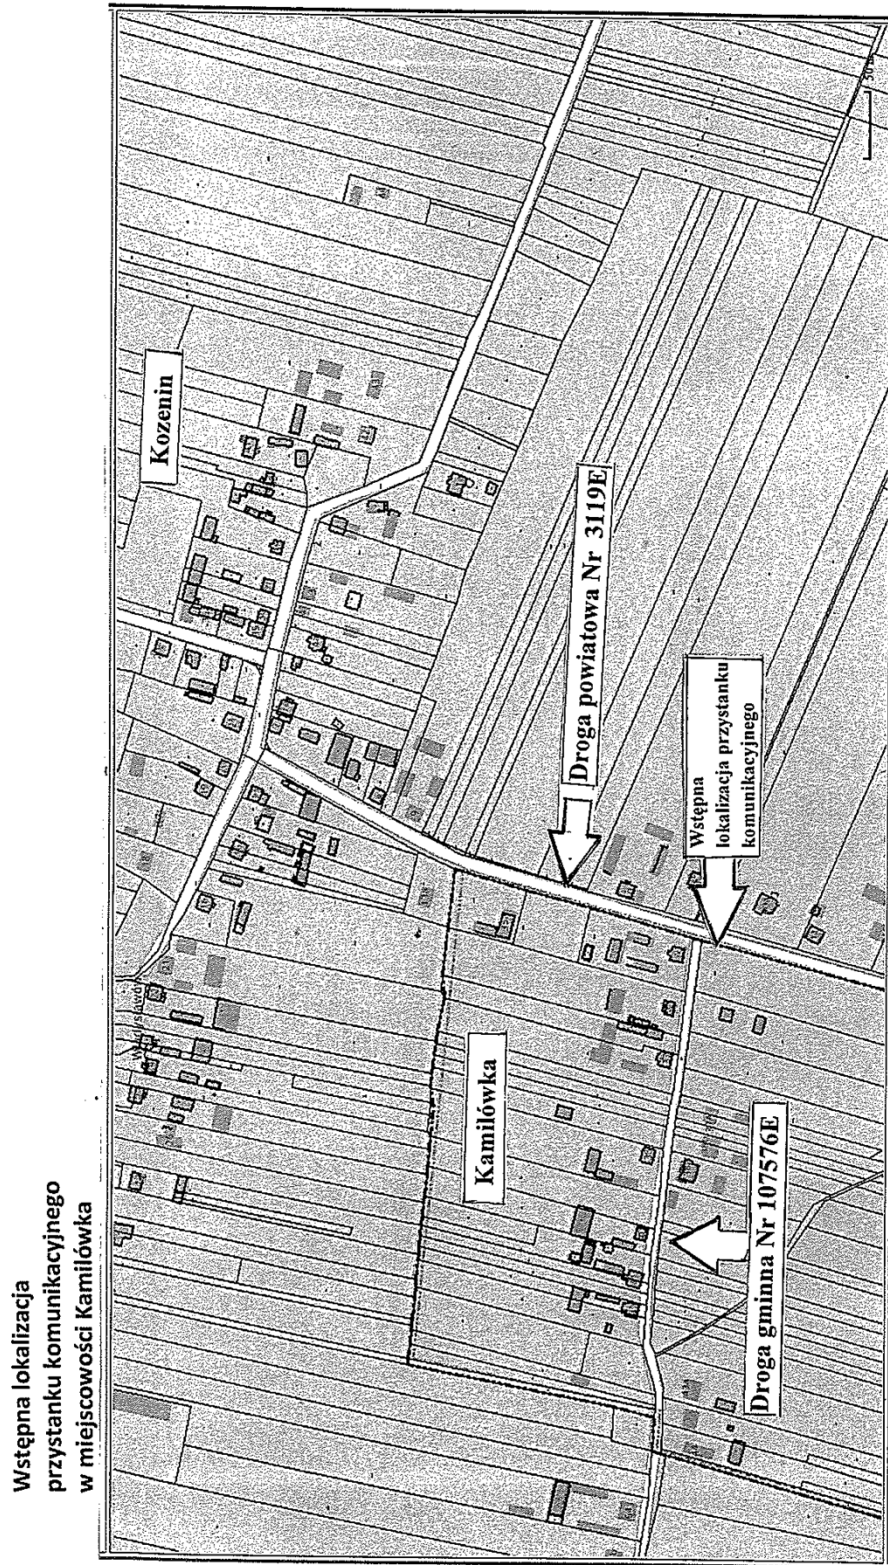 Wstępna lokalizacja
przystanku komunikacyjnego
w miejscowości Kamilówka
Kozenin
Kamilówka
Droga powiatowa Nr 3119E
Wstępna
lokalizacja przystanku
komunikacyjnego
Droga gminna Nr 107576E